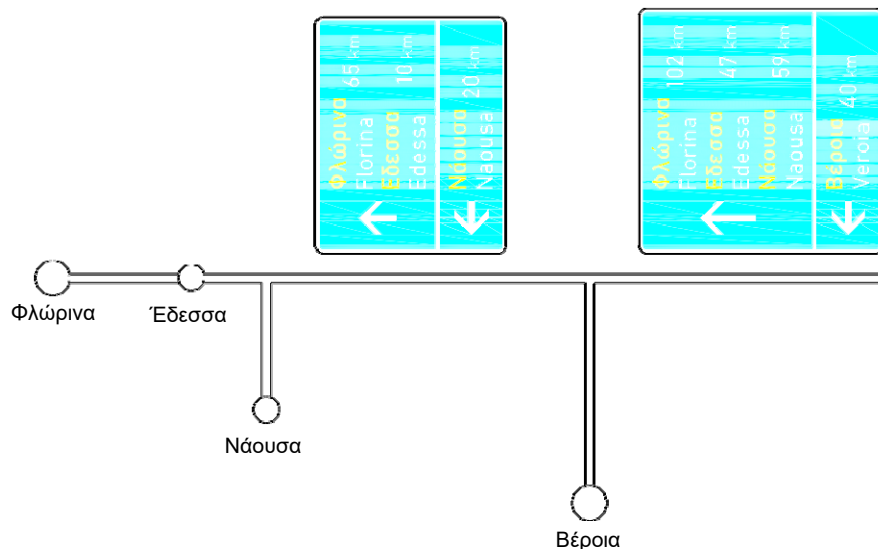 Φλώρινα 65 km
Florina
Έδεσσα 10 km
Edessa
Νάουσα 20 km
Naousa
Φλώρινα 102 km
Florina
Έδεσσα 47 km
Edessa
Νάουσα 59 km
Naousa
Βέροια 40 km
Veroia
Φλώρινα
Έδεσσα
Νάουσα
Βέροια